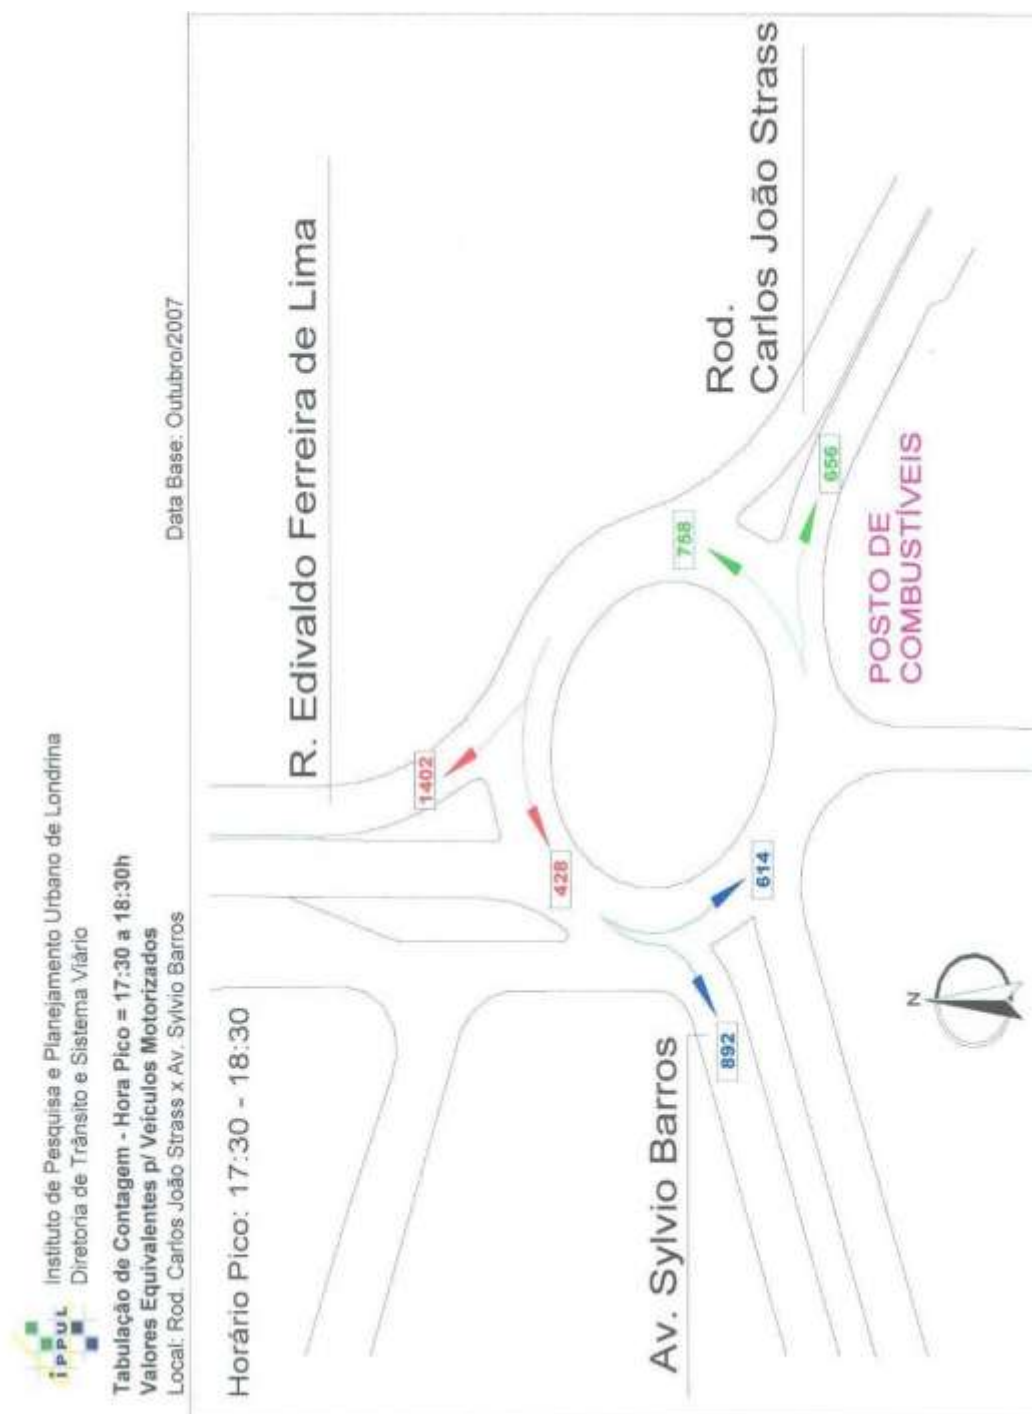 iPPUL
Instituto de Pesquisa e Planejamento Urbano de Londrina
Diretoria de Trânsito e Sistema Viário
Tabulação de Contagem - Hora Pico = 17:30 a 18:30h
Valores Equivalentes p/ Veículos Motorizados
Local: Rod. Carlos João Strass x Av. Sylvio Barros
Data Base: Outubro/2007
Horário Pico: 17:30 - 18:30
R. Edivaldo Ferreira de Lima
1402
428
Rod.
Carlos João Strass
768
656
POSTO DE
COMBUSTÍVEIS
Av. Sylvio Barros
892
614
N